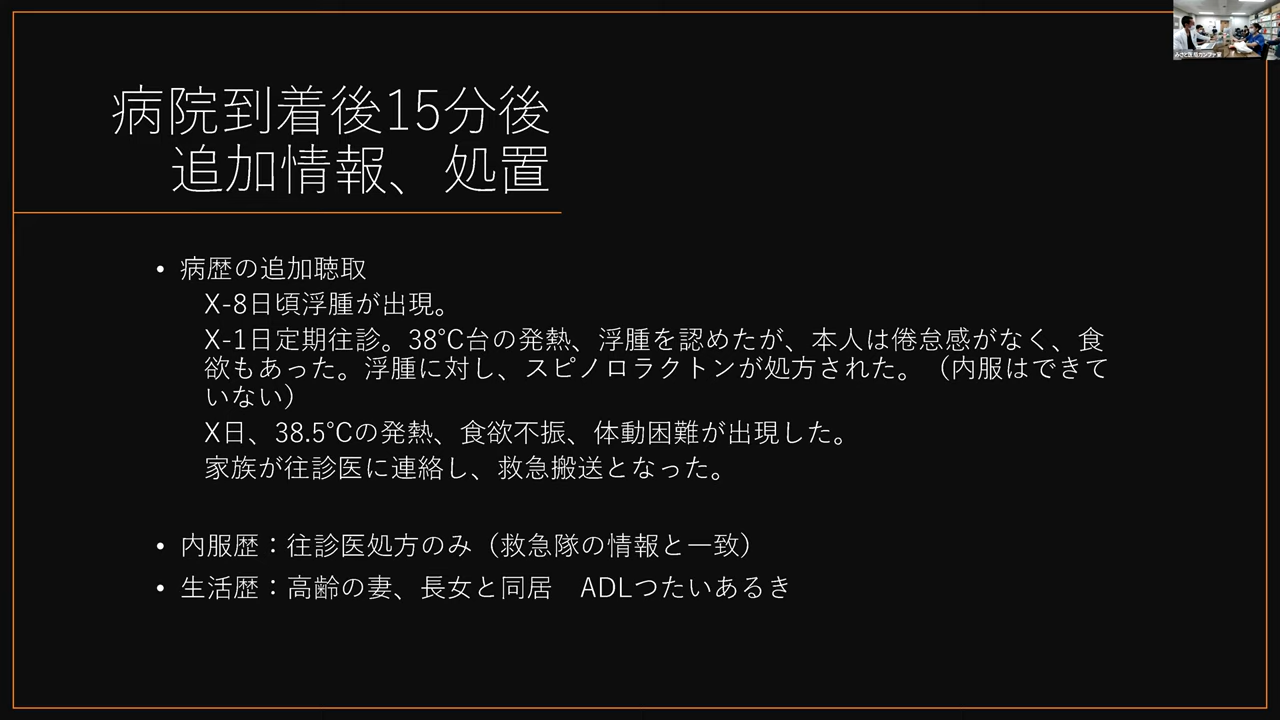 病院到着後15分後
追加情報、処置
• 病歴の追加聴取
X-8日頃浮腫が出現。
X-1日定期往診。38℃台の発熱、浮腫を認めたが、本人は倦怠感がなく、食
欲もあった。浮腫に対し、スピノロラクトンが処方された。（内服はできて
いない）
X日、38.5℃の発熱、食欲不振、体動困難が出現した。
家族が往診医に連絡し、救急搬送となった。
• 内服歴：往診医処方のみ（救急隊の情報と一致）
• 生活歴：高齢の妻、長女と同居　ADLつたいあるき